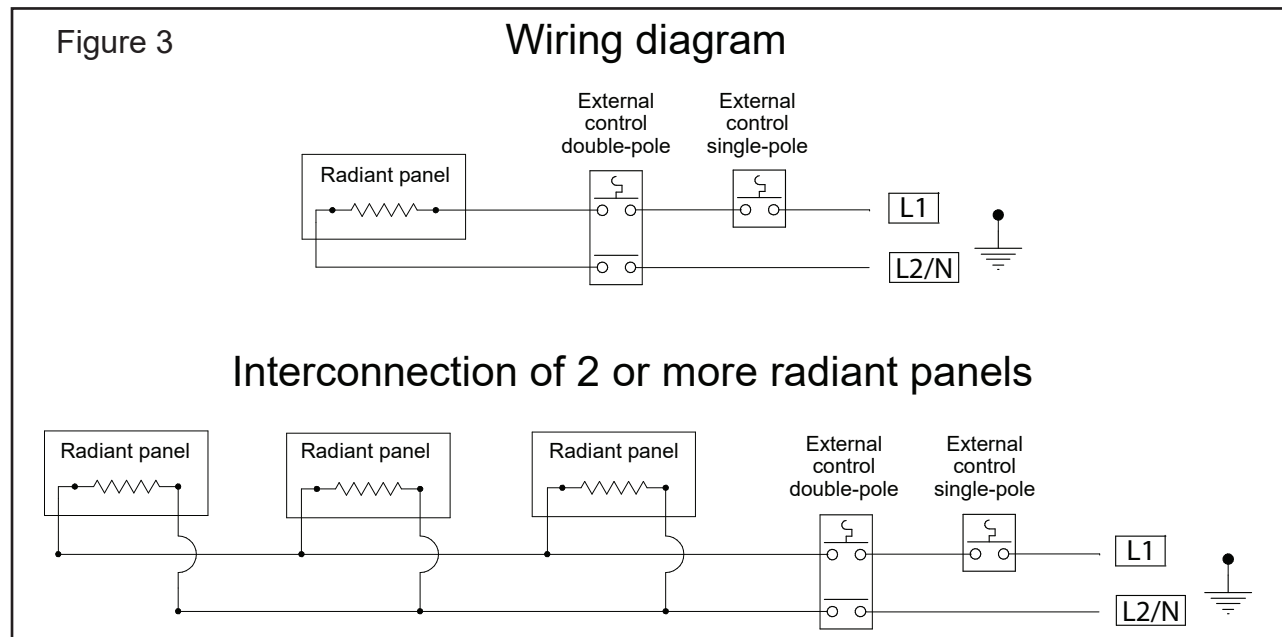 Figure 3
Wiring diagram
External
control
double-pole
External
control
single-pole
Radiant panel
L1
L2/N
Interconnection of 2 or more radiant panels
Radiant panel
Radiant panel
Radiant panel
External
control
double-pole
External
control
single-pole
L1
L2/N